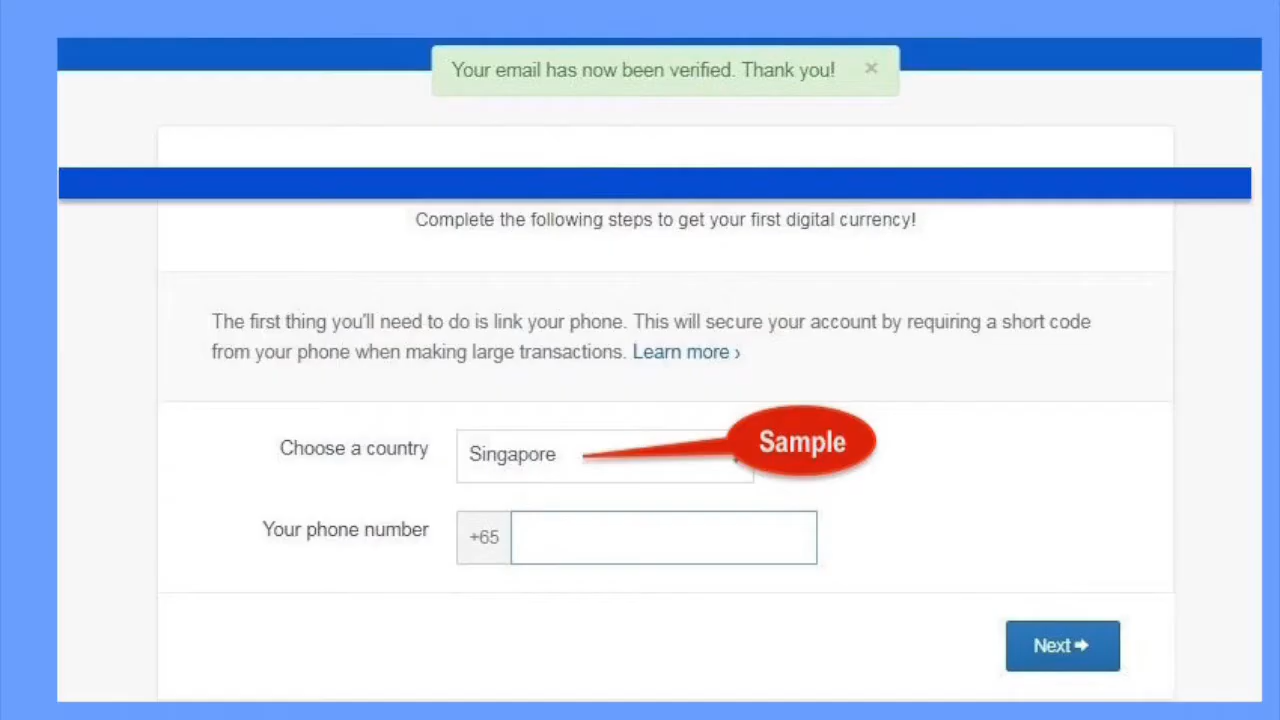 Your email has now been verified. Thank you! ×
Complete the following steps to get your first digital currency!
The first thing you'll need to do is link your phone. This will secure your account by requiring a short code
from your phone when making large transactions. Learn more ›
Choose a country
Singapore
Sample
Your phone number
+65
Next